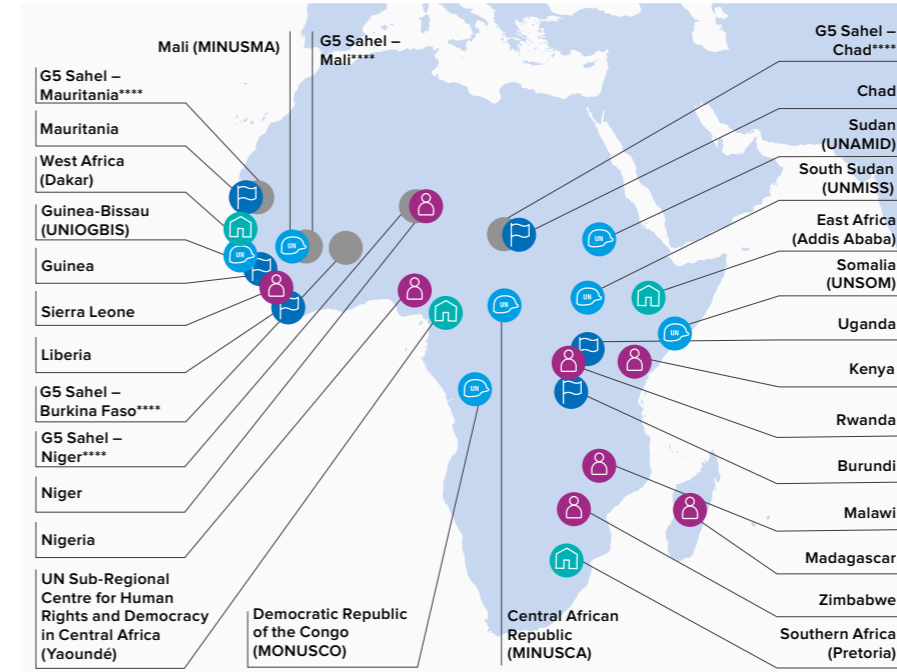 Mali (MINUSMA)
G5 Sahel –
Mali****
G5 Sahel –
Mauritania****
Mauritania
West Africa
(Dakar)
Guinea-Bissau
(UNIOGBIS)
Guinea
Sierra Leone
Liberia
G5 Sahel –
Burkina Faso****
G5 Sahel –
Niger****
Niger
Nigeria
UN Sub-Regional
Centre for Human
Rights and Democracy
in Central Africa
(Yaoundé)
Democratic Republic
of the Congo
(MONUSCO)
Central African
Republic
(MINUSCA)
G5 Sahel –
Chad****
Chad
Sudan
(UNAMID)
South Sudan
(UNMISS)
East Africa
(Addis Ababa)
Somalia
(UNSOM)
Uganda
Kenya
Rwanda
Burundi
Malawi
Madagascar
Zimbabwe
Southern Africa
(Pretoria)
UN
UN
UN
UN
UN
UN
UN